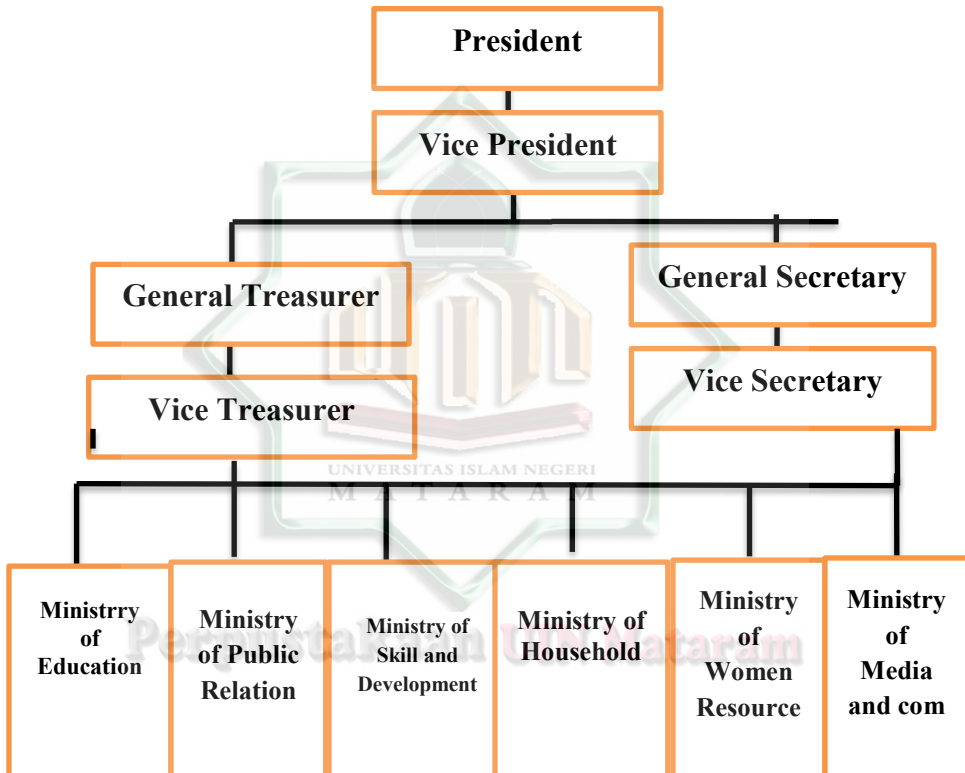 President
Vice President
General Treasurer
General Secretary
Vice Treasurer
Vice Secretary
UNIVERSITAS ISLAM NEGERI
MATARAM
Ministrry
of
Education
Ministry
of Public
Relation
Ministry of
Skill and
Development
Ministry of
Household
Ministry
of
Women
Resource
Ministry
of
Media
and com
Perpustakaan UIN Mataram